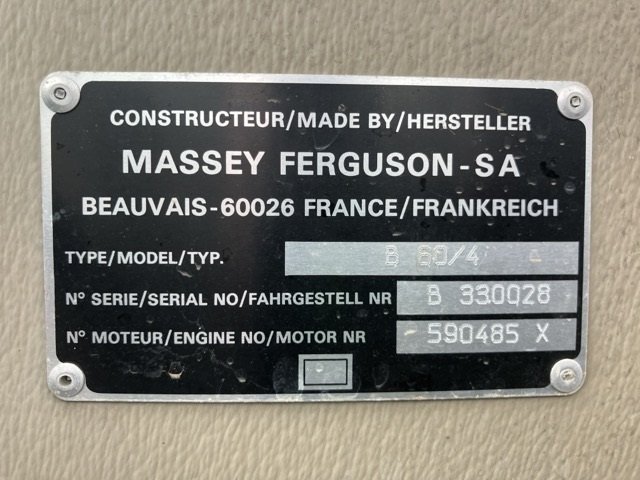 CONSTRUCTEUR/MADE BY/HERSTELLER
MASSEY FERGUSON-SA
BEAUVAIS-60026 FRANCE/FRANKREICH
TYPE/MODEL/TYP. B 60/4 4
N° SERIE/SERIAL NO/FAHRGESTELL NR B 330028
N° MOTEUR/ENGINE NO/MOTOR NR 590485 X